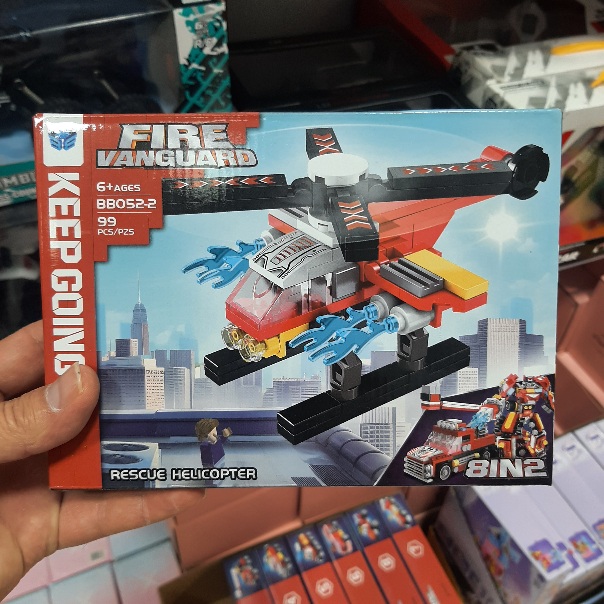 FIRE
VANGUARD
6+AGES
BB052-2
99
PCS/PZS
KEEP GOING
RESCUE HELICOPTER
8IN2